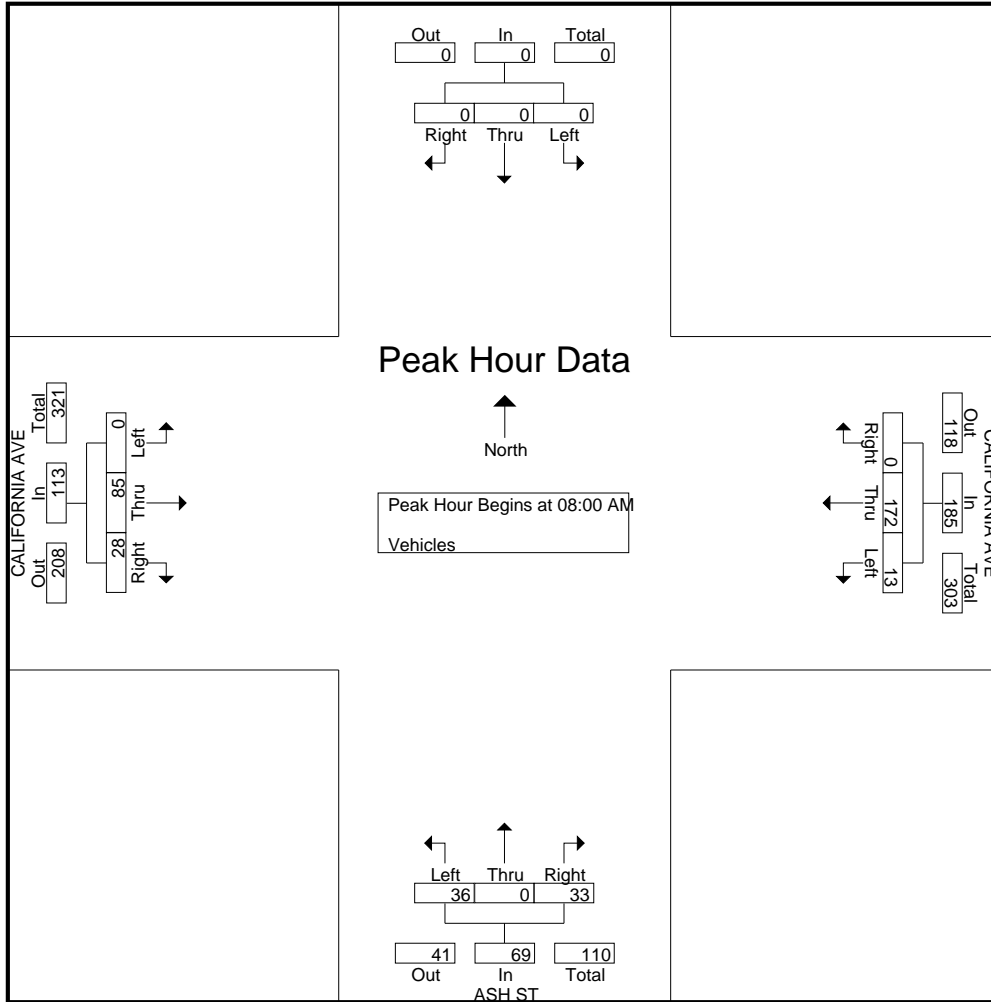 Out In Total
0 0 0
0 0 0
Right Thru Left
Peak Hour Data
North
Peak Hour Begins at 08:00 AM
Vehicles
CALIFORNIA AVE
Out In Total
208 113 321
0 85 28
Left Thru Right
CALIFORNIA AVE
Out In Total
118 185 303
Right Thru Left
0 172 13
Left Thru Right
36 0 33
41 69 110
Out In Total
ASH ST